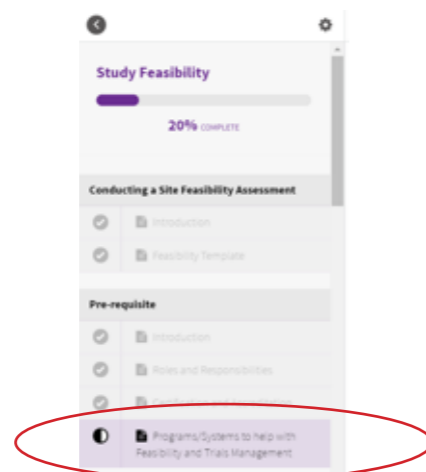 Study Feasibility
20% COMPLETE
Conducting a Site Feasibility Assessment
Introduction
Feasibility Template
Pre-requisite
Introduction
Roles and Responsibilities
Programs/Systems to help with
Feasibility and Trials Management